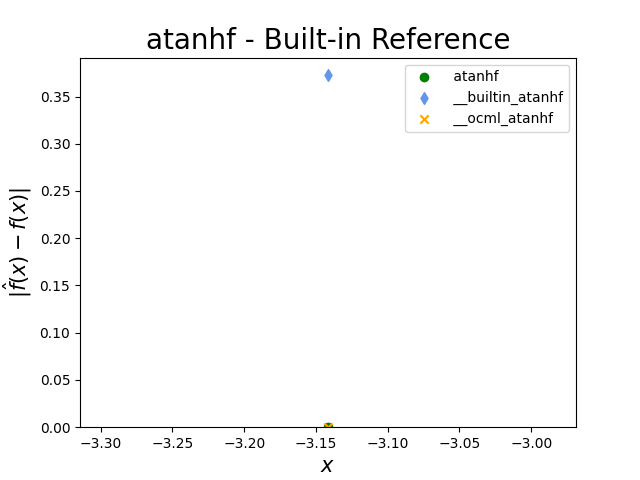 atanhf - Built-in Reference
atanhf
__builtin_atanhf
__ocml_atanhf
|f̂(x) − f(x)|
0.35
0.30
0.25
0.20
0.15
0.10
0.05
0.00
−3.30
−3.25
−3.20
−3.15
−3.10
−3.05
−3.00
x